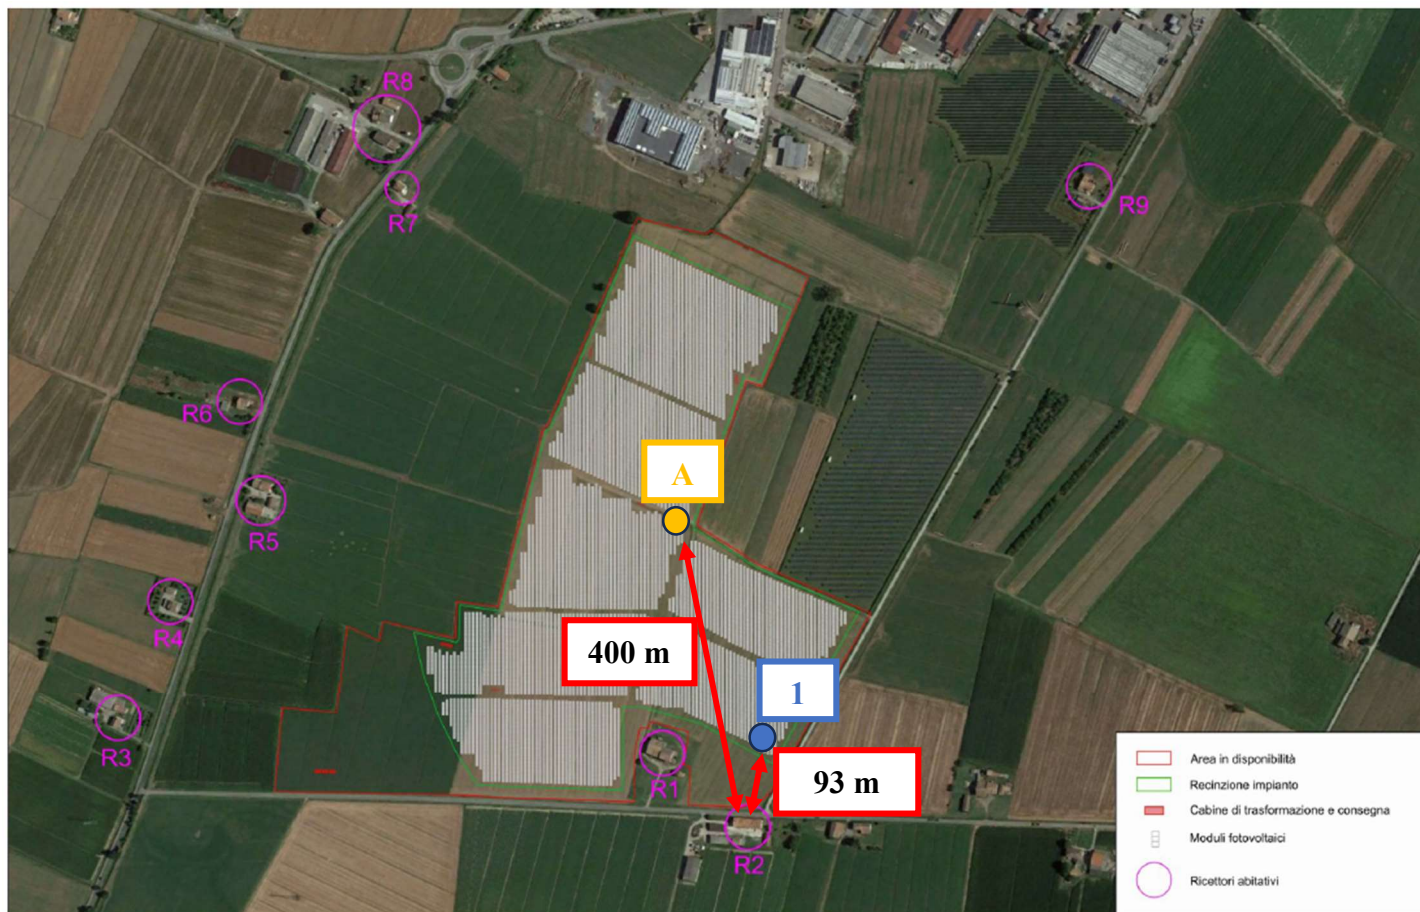 R8
R7
R9
R6
A
R5
R4
400 m
1
R3
R1
93 m
R2
Area in disponibilità
Recinzione impianto
Cabine di trasformazione e consegna
Moduli fotovoltaici
Ricettori abitativi